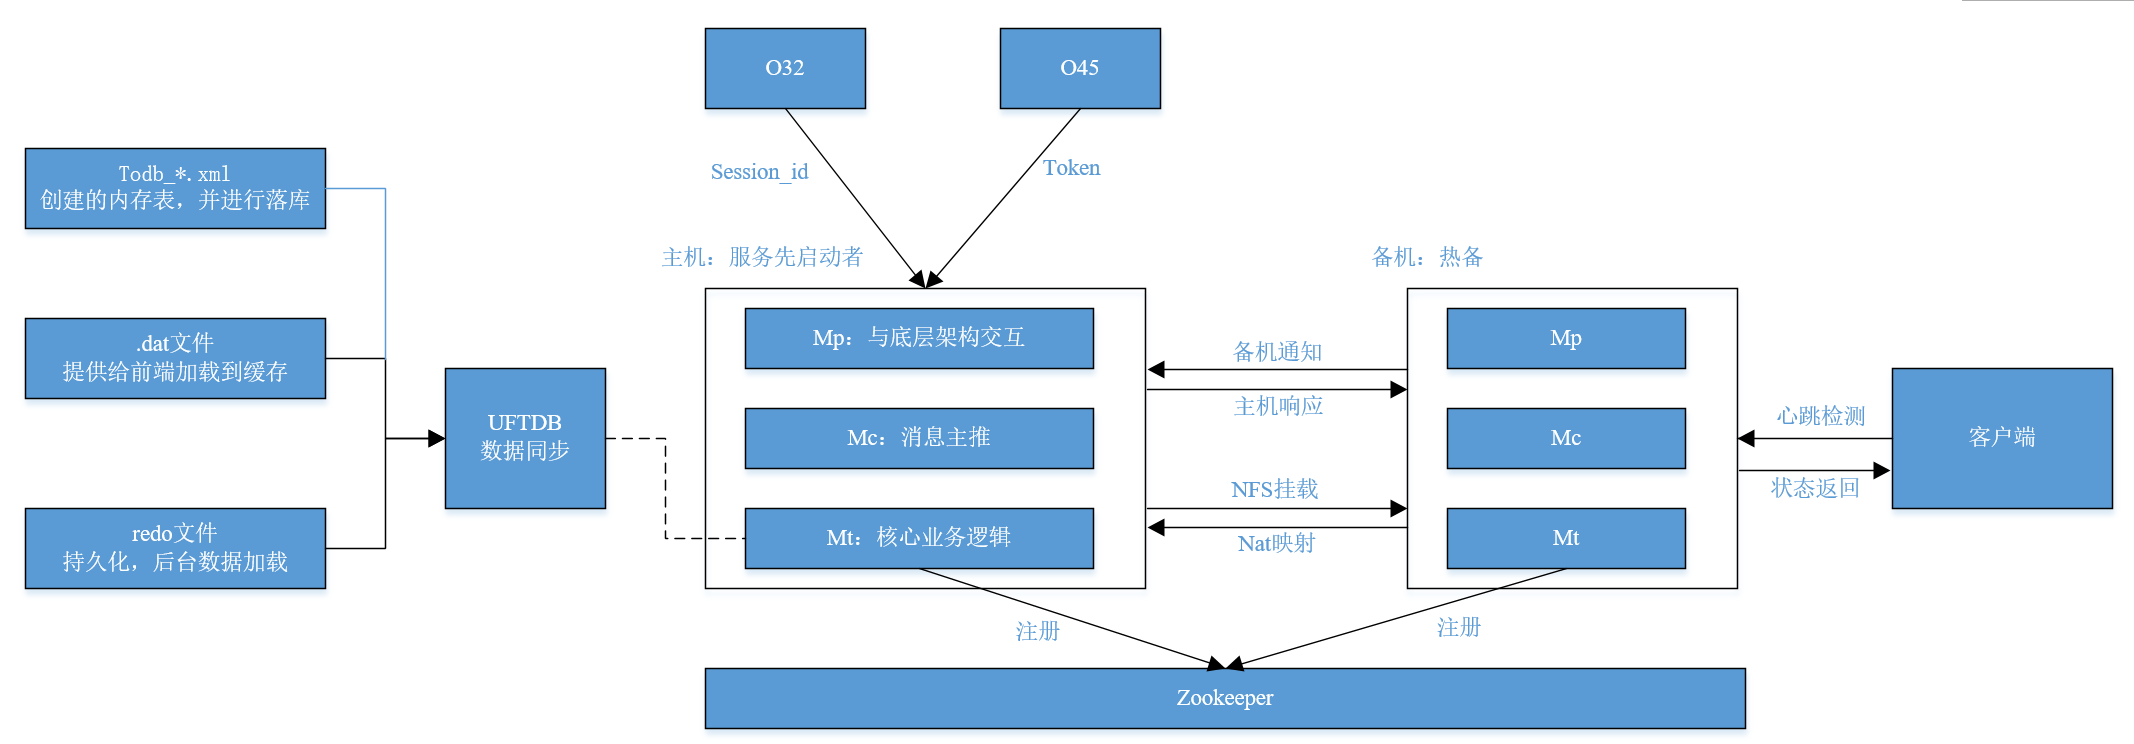 O32
O45
Session_id
Token
Todb_*.xml
创建的内存表，并进行落库
.dat文件
提供给前端加载到缓存
redo文件
持久化，后台数据加载
UFTDB
数据同步
主机：服务先启动者
Mp：与底层架构交互
Mc：消息主推
Mt：核心业务逻辑
备机通知
主机响应
NFS挂载
Nat映射
备机：热备
Mp
Mc
Mt
心跳检测
状态返回
客户端
注册
注册
Zookeeper